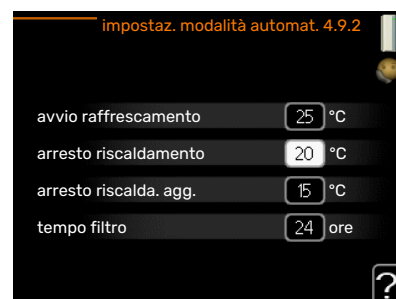 impostaz. modalità automat. 4.9.2
avvio raffrescamento 25 °C
arresto riscaldamento 20 °C
arresto riscalda. agg. 15 °C
tempo filtro 24 ore
?